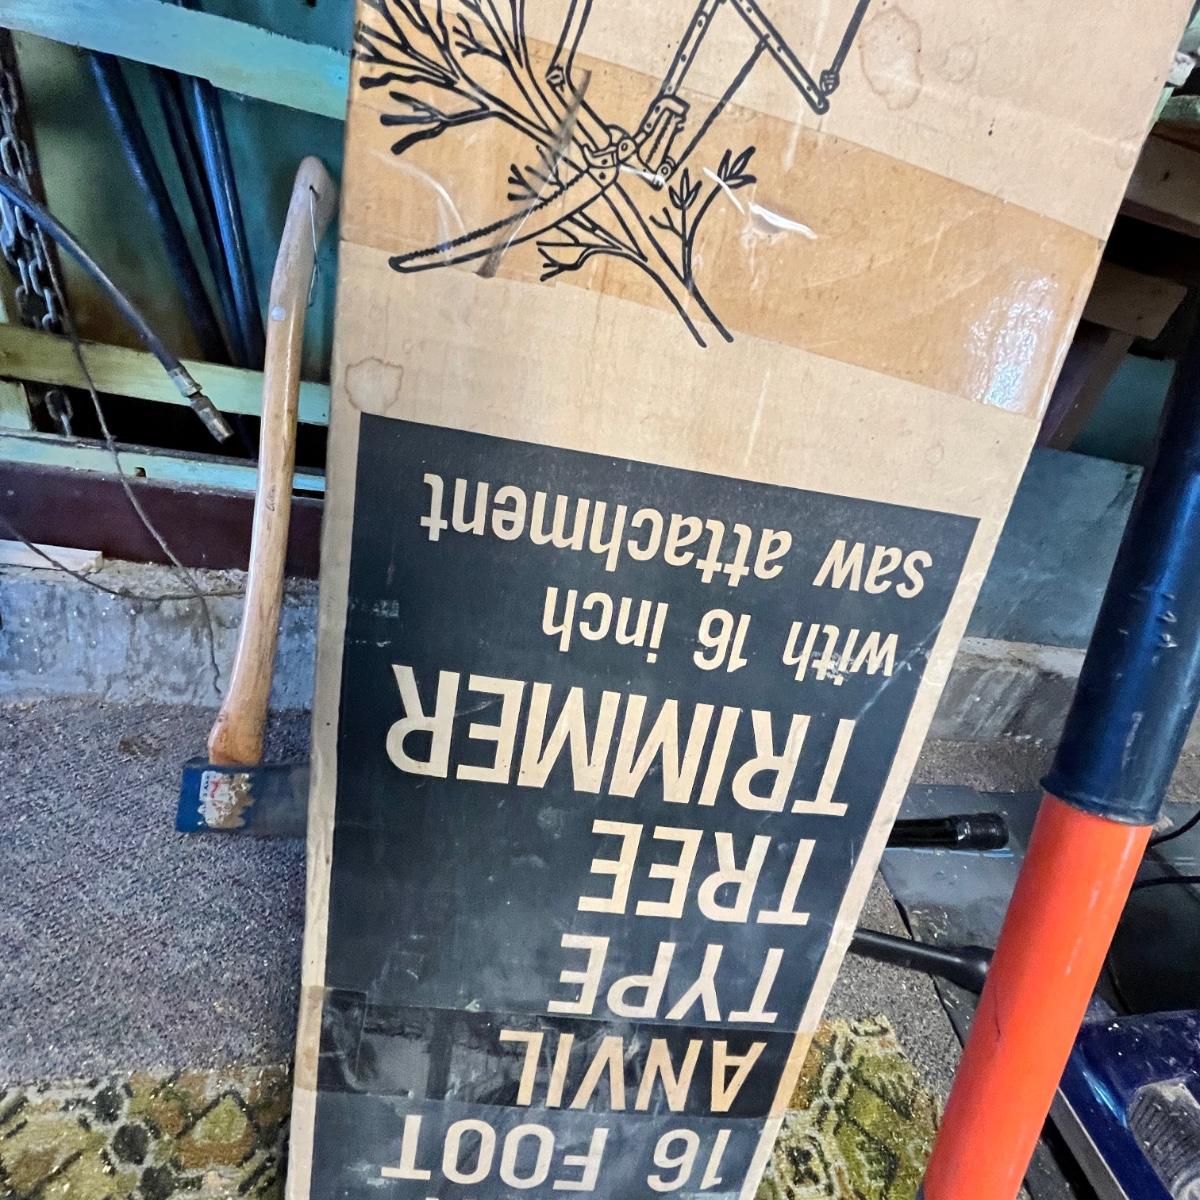 16 FOOT
ANVIL
TYPE
TREE
TRIMMER
with 16 inch
saw attachment